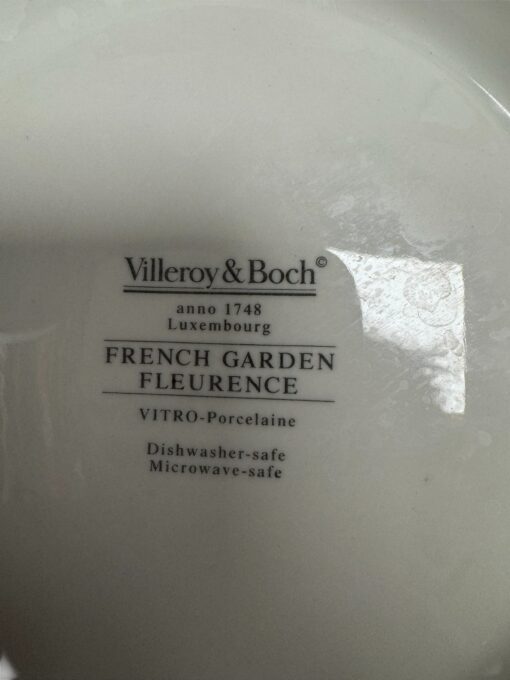 Villeroy & Boch©
anno 1748
Luxembourg
FRENCH GARDEN
FLEURENCE
VITRO-Porcelaine
Dishwasher-safe
Microwave-safe